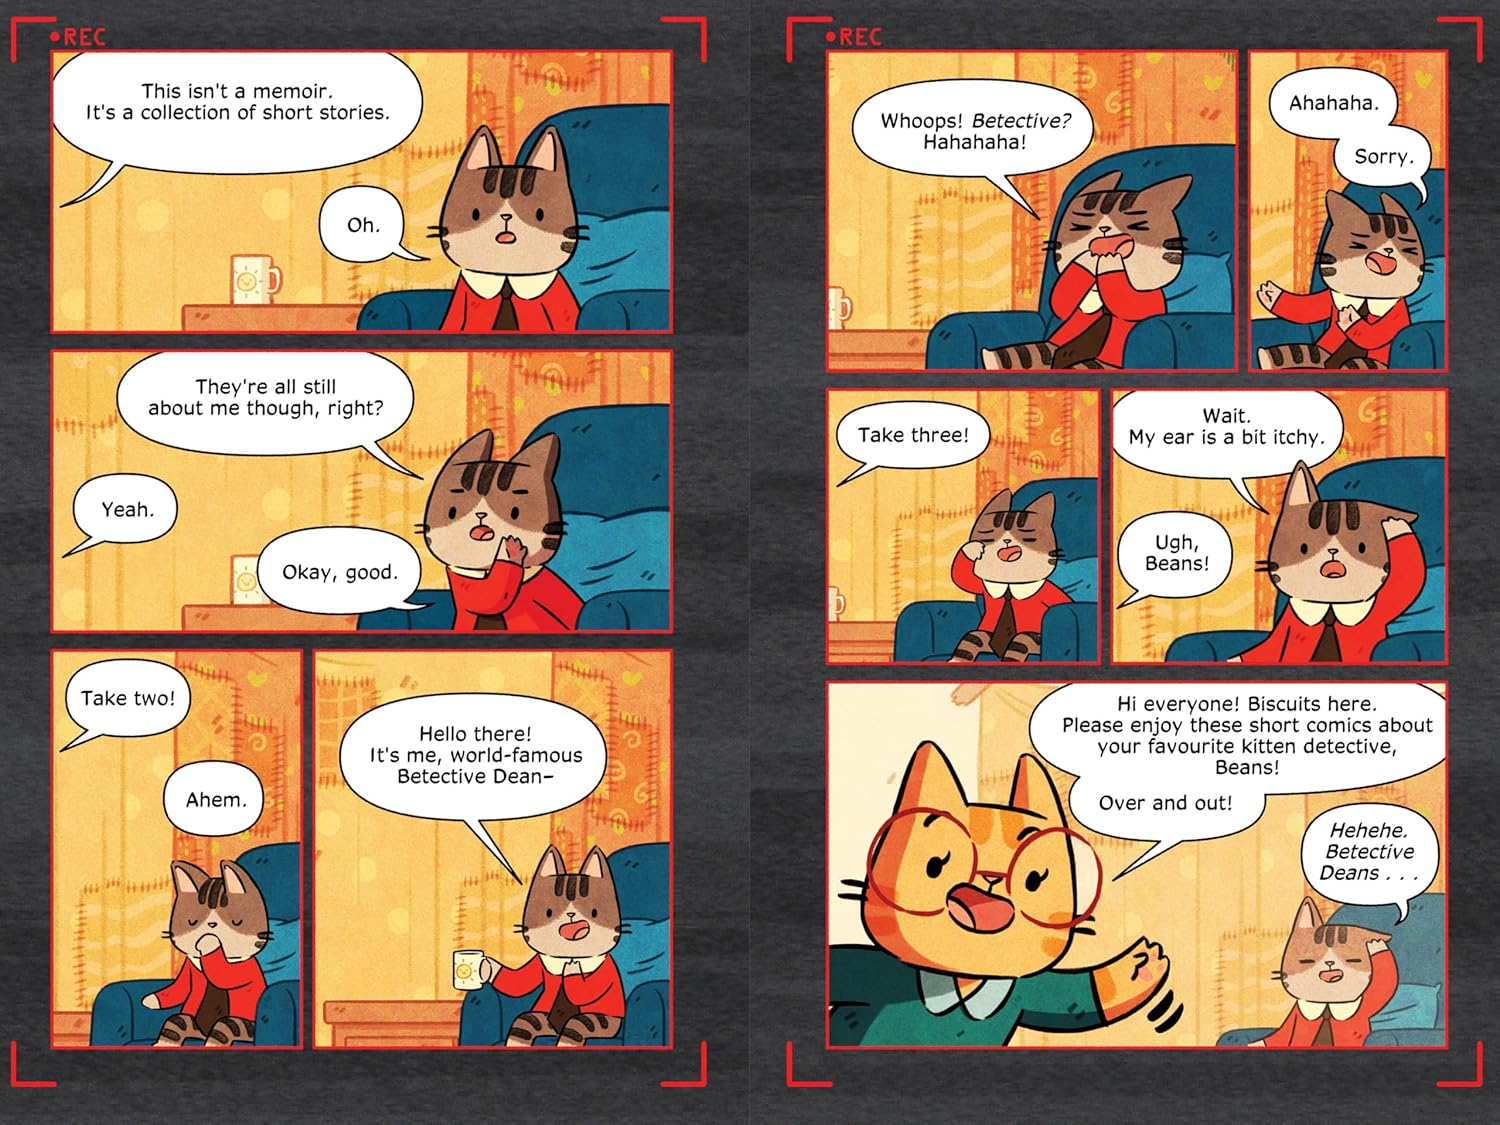 REC
This isn't a memoir.
It's a collection of short stories.
Oh.
They're all still
about me though, right?
Yeah.
Okay, good.
Take two!
Ahem.
Hello there!
It's me, world-famous
Betective Dean–
REC
Whoops! Betective?
Hahahaha!
Ahahaha.
Sorry.
Take three!
Wait.
My ear is a bit itchy.
Ugh,
Beans!
Hi everyone! Biscuits here.
Please enjoy these short comics about
your favourite kitten detective,
Beans!
Over and out!
Hehehe.
Betective
Deans . . .